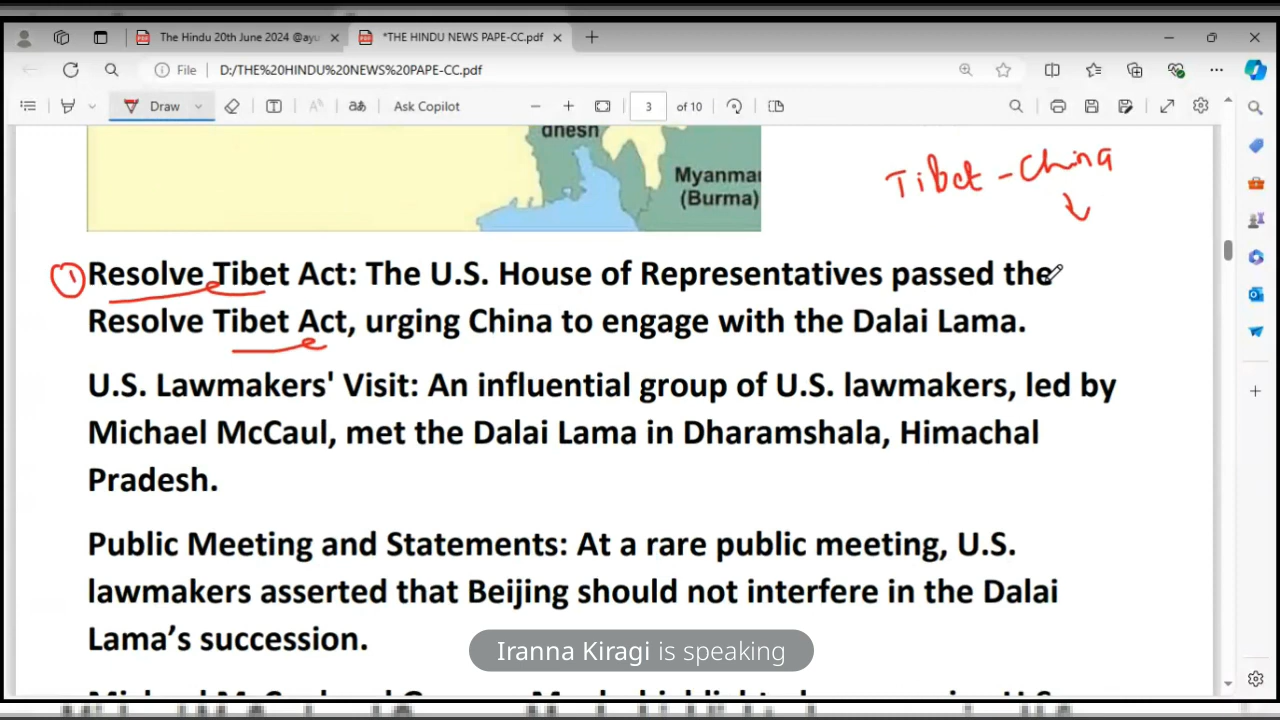 The Hindu 20th June 2024 @ayu
*THE HINDU NEWS PAPE-CC.pdf
File
D:/THE%20HINDU%20NEWS%20PAPE-CC.pdf
Draw
aあ
Ask Copilot
3
of 10
desh
Myanmar
(Burma)
Tibet - China
① Resolve Tibet Act: The U.S. House of Representatives passed the
Resolve Tibet Act, urging China to engage with the Dalai Lama.
U.S. Lawmakers' Visit: An influential group of U.S. lawmakers, led by
Michael McCaul, met the Dalai Lama in Dharamshala, Himachal
Pradesh.
Public Meeting and Statements: At a rare public meeting, U.S.
lawmakers asserted that Beijing should not interfere in the Dalai
Lama’s succession.
Iranna Kiragi is speaking